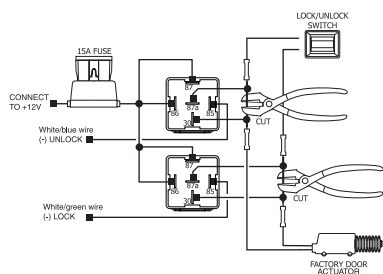 LOCK/UNLOCK
SWITCH
15A FUSE
CONNECT
TO +12V
87
86
87a
85
30
CUT
White/blue wire
(-) UNLOCK
87
86
87a
85
30
CUT
White/green wire
(-) LOCK
FACTORY DOOR
ACTUATOR